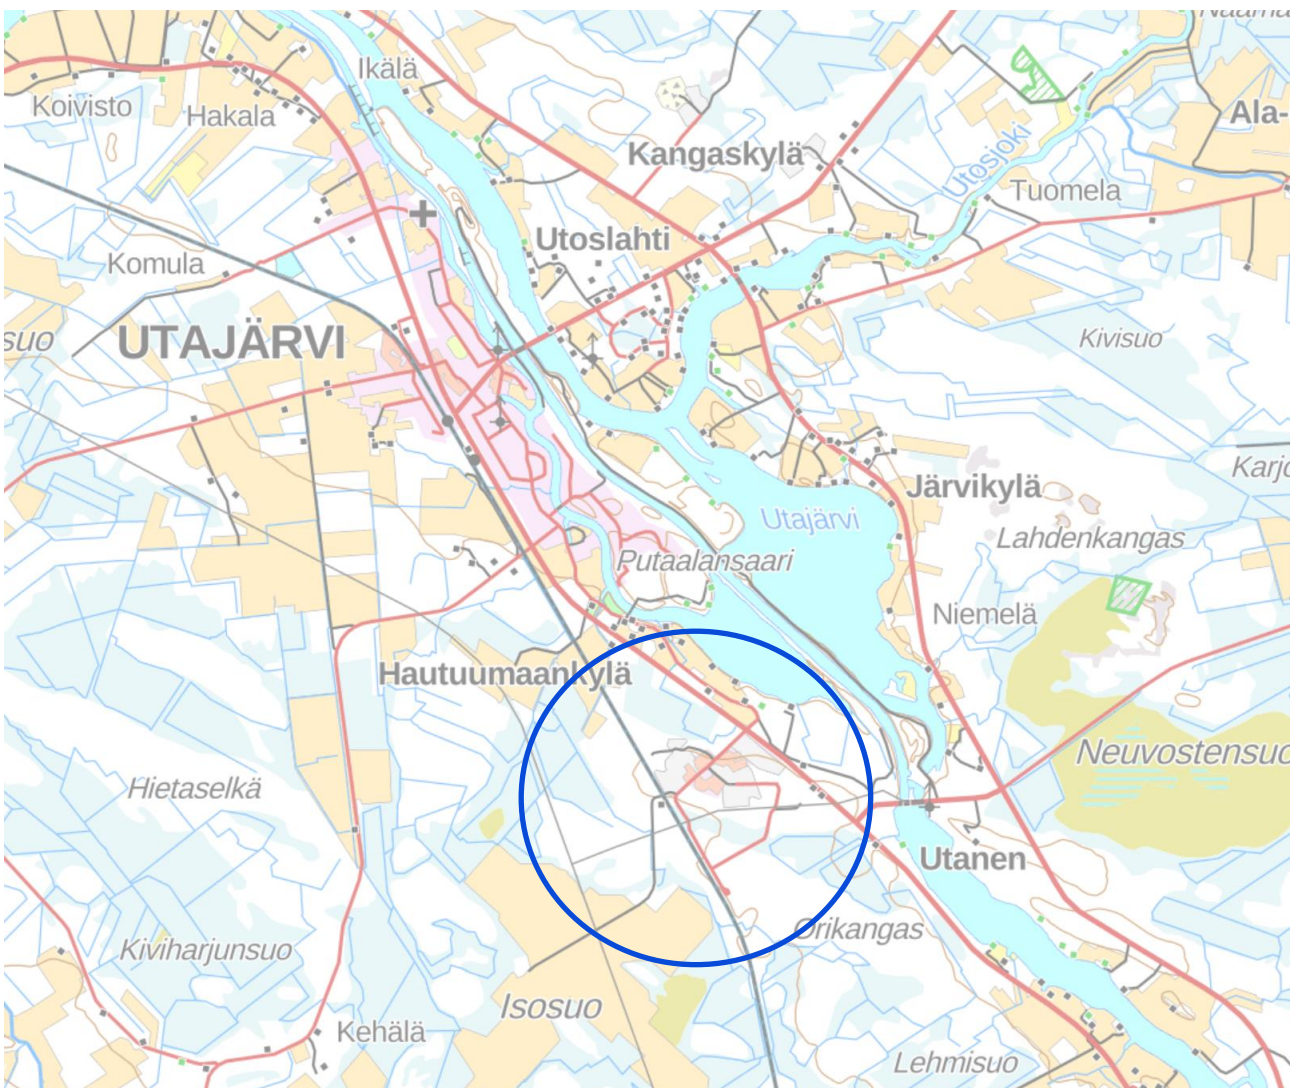 Ikälä
Koivisto
Hakala
Ala-
Kangaskylä
Utosjoki
Tuomela
Utoslahti
Komula
suo
UTAJÄRVI
Kivisuo
Järvikylä
Utajärvi
Lahdenkangas
Putaalansaari
Niemelä
Hautuumaankylä
Neuvostensuo
Hietaselkä
Utanen
Orikangas
Kiviharjunsuo
Isosuo
Kehälä
Lehmisuo